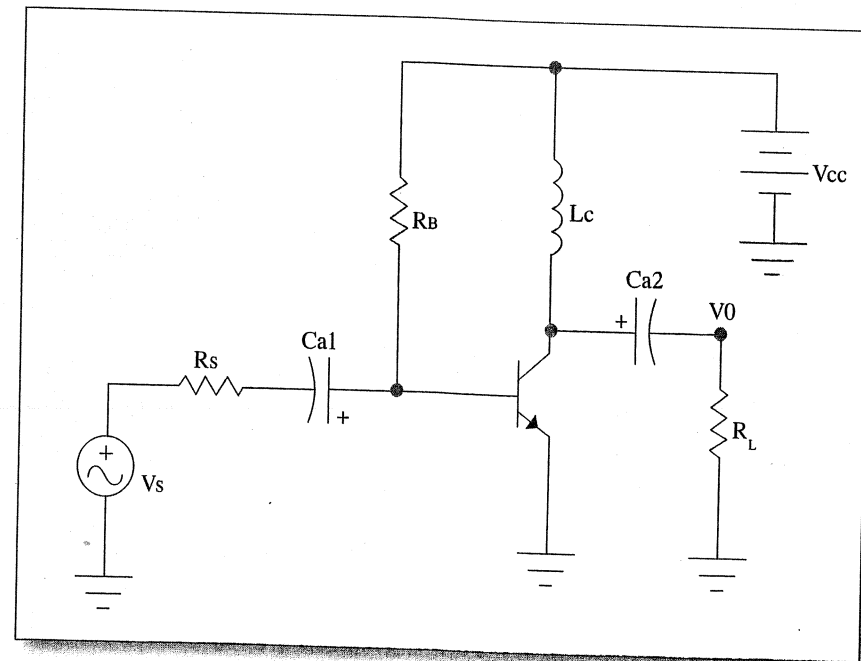 Vcc
RB
Lc
Ca2
V0
+
Ca1
Rs
+
RL
+
Vs